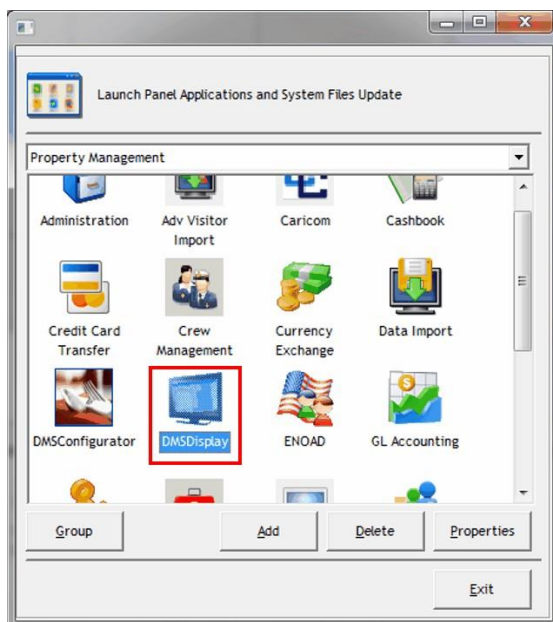 Launch Panel Applications and System Files Update
Property Management
Administration
Adv Visitor
Import
Caricom
Cashbook
Credit Card
Transfer
Crew
Management
Currency
Exchange
Data Import
DMSConfigurator
DMSDisplay
ENOAD
GL Accounting
Group
Add
Delete
Properties
Exit